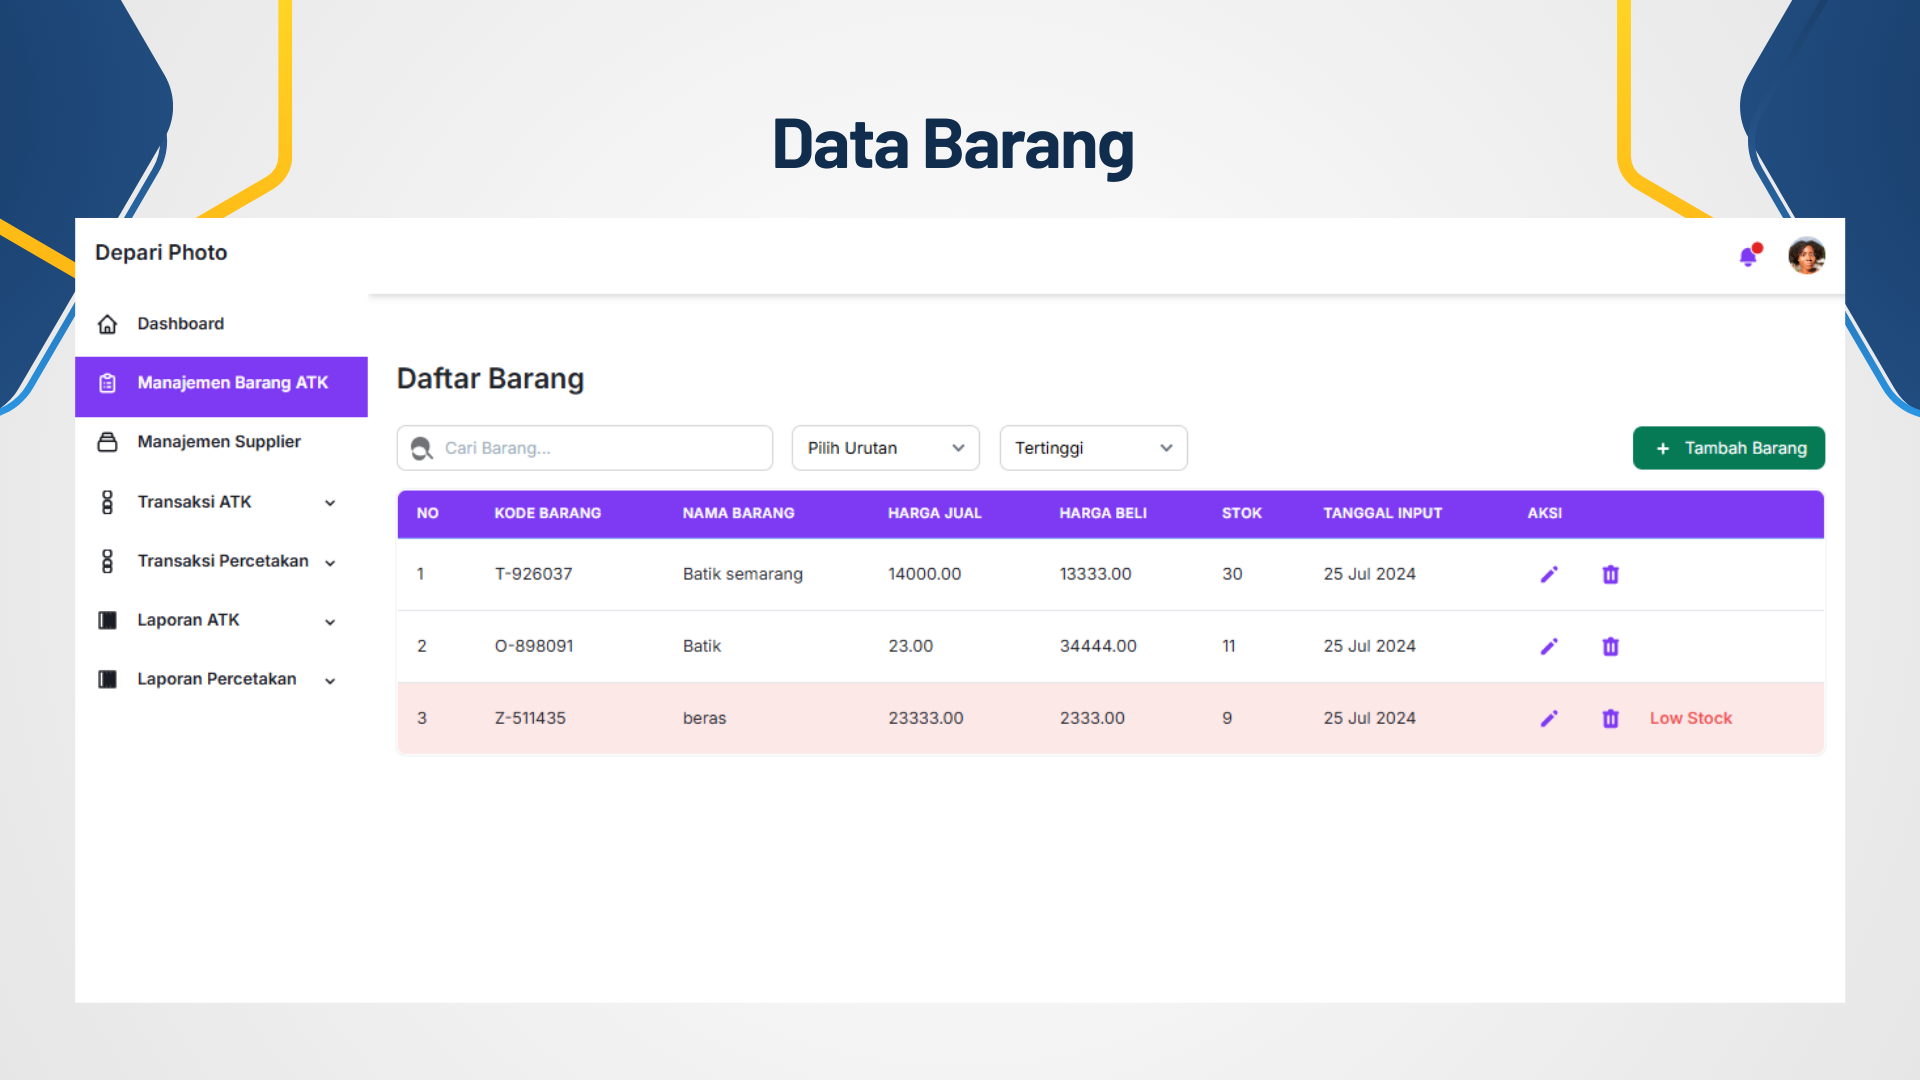 Data Barang
Depari Photo
Dashboard
Manajemen Barang ATK
Manajemen Supplier
Transaksi ATK
Transaksi Percetakan
Laporan ATK
Laporan Percetakan
Daftar Barang
Cari Barang...
Pilih Urutan
Tertinggi
+ Tambah Barang
NO KODE BARANG NAMA BARANG HARGA JUAL HARGA BELI STOK TANGGAL INPUT AKSI
1 T-926037 Batik semarang 14000.00 13333.00 30 25 Jul 2024
2 O-898091 Batik 23.00 34444.00 11 25 Jul 2024
3 Z-511435 beras 23333.00 2333.00 9 25 Jul 2024 Low Stock